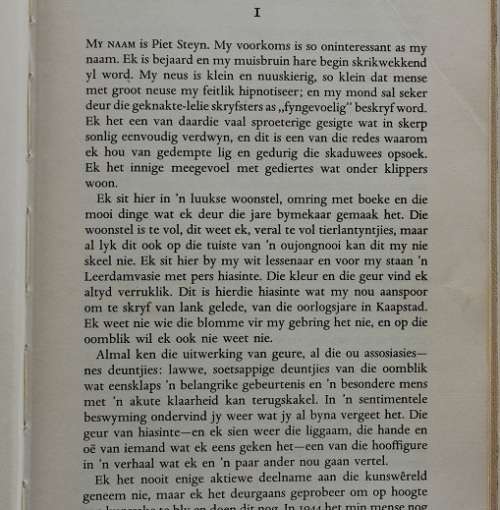 I
MY NAAM is Piet Steyn. My voorkoms is so oninteressant as my
naam. Ek is bejaard en my muisbruin hare begin skrikwekkend
yl word. My neus is klein en nuuskierig, so klein dat mense
met groot neuse my feitlik hipnotiseer; en my mond sal seker
deur die geknakte-lelie skryfsters as „fyngevoelig" beskryf word.
Ek het een van daardie vaal sproeterige gesigte wat in skerp
sonlig eenvoudig verdwyn, en dit is een van die redes waarom
ek hou van gedempte lig en gedurig die skaduwees opsoek.
Ek het innige meegevoel met gediertes wat onder klippers
woon.
Ek sit hier in 'n luukse woonstel, omring met boeke en die
mooi dinge wat ek deur die jare bymekaar gemaak het. Die
woonstel is te vol, dit weet ek, veral te vol tierlantyntjies, maar
al lyk dit ook op die tuiste van 'n oujongnooi kan dit my nie
skeel nie. Ek sit hier by my wit lessenaar en voor my staan 'n
Leerdamvasie met pers hiasinte. Die kleur en die geur vind ek
altyd verruklik. Dit is hierdie hiasinte wat my nou aanspoor
om te skryf van lank gelede, van die oorlogsjare in Kaapstad.
Ek weet nie wie die blomme vir my gebring het nie, en op die
oomblik wil ek ook nie weet nie.
Almal ken die uitwerking van geure, al die ou assosiasies—
nes deuntjies: lawwe, soetsappige deuntjies van die oomblik
wat eensklaps 'n belangrike gebeurtenis en 'n besondere mens
met 'n akute klaarheid kan terugskakel. In 'n sentimentele
beswyming ondervind jy weer wat jy al byna vergeet het. Die
geur van hiasinte—en ek sien weer die liggaam, die hande en
oë van iemand wat ek eens geken het—een van die hooffigure
in 'n verhaal wat ek en 'n paar ander nou gaan vertel.
Ek het nooit enige aktiewe deelname aan die kunswêreld
geneem nie, maar ek het deurgaans geprobeer om op hoogte
te bly en doen dit nog. In 1944 het min mense nog